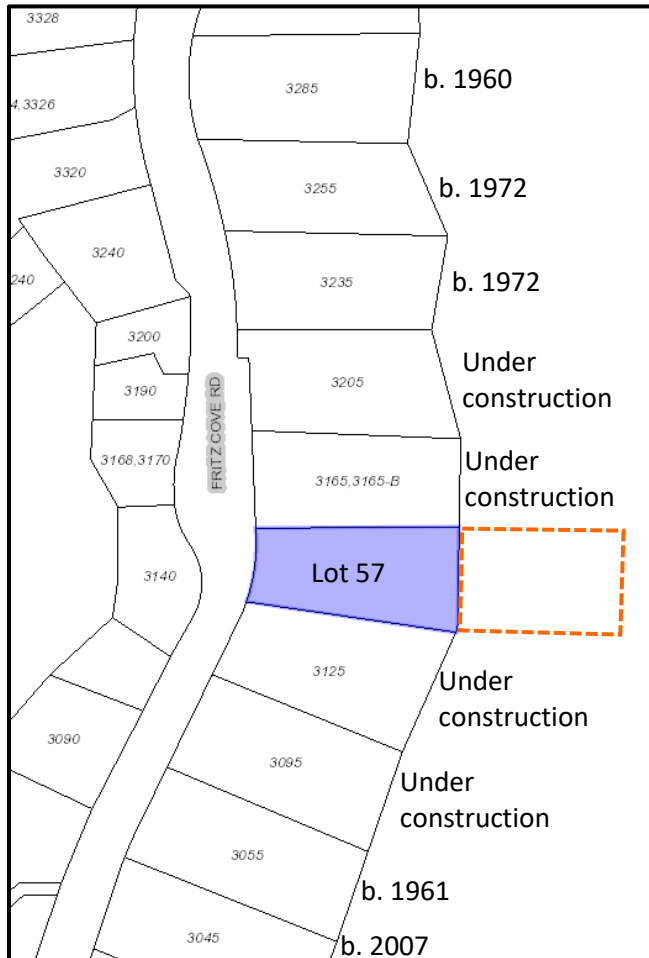 3328
b. 1960
3285
4,3326
3320
3255
b. 1972
3240
240
3235
b. 1972
3200
Under
construction
3205
3190
FRITZ COVE RD
3168,3170
3165,3165-B
Under
construction
Lot 57
3140
3125
Under
construction
3090
3095
Under
construction
3055
b. 1961
3045
b. 2007